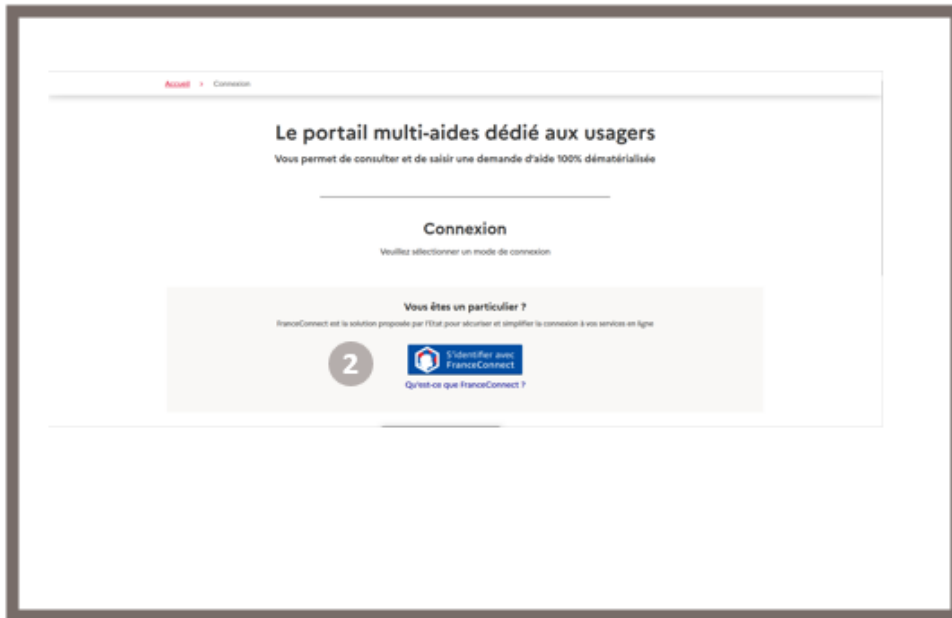 Accueil > Connexion
Le portail multi-aides dédié aux usagers
Vous permet de consulter et de saisir une demande d'aide 100% dématérialisée
Connexion
Veuillez sélectionner un mode de connexion
Vous êtes un particulier ?
FranceConnect est la solution proposée par l'Etat pour sécuriser et simplifier la connexion à vos services en ligne
2
S'identifier avec
FranceConnect
Qu'est-ce que FranceConnect ?